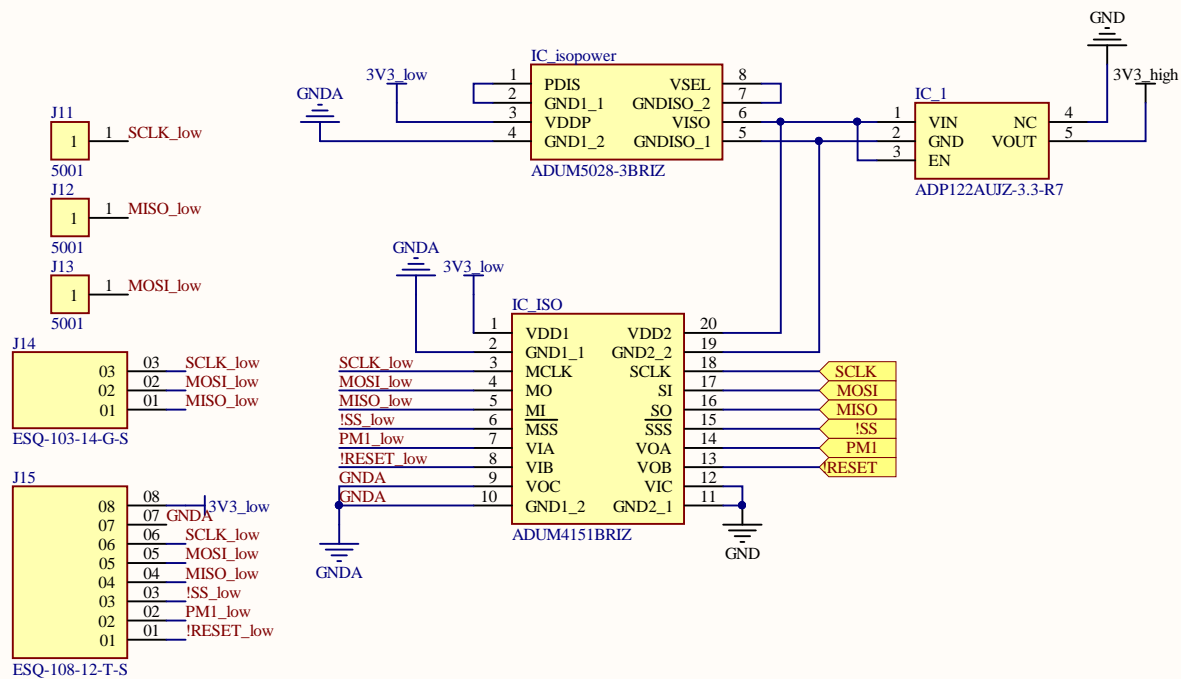 GND
3V3_high
IC_isopower
3V3_low
GNDA
1 PDIS VSEL 8
2 GND1_1 GNDISO_2 7
3 VDDP VISO 6
4 GND1_2 GNDISO_1 5
ADUM5028-3BRIZ
IC_1
1 VIN NC 4
2 GND VOUT 5
3 EN
ADP122AUJZ-3.3-R7
J11
1 1 SCLK_low
5001
J12
1 1 MISO_low
5001
J13
1 1 MOSI_low
5001
GNDA
3V3_low
IC_ISO
1 VDD1 VDD2 20
2 GND1_1 GND2_2 19
SCLK_low 3 MCLK SCLK 18 SCLK
MOSI_low 4 MO SI 17 MOSI
MISO_low 5 MI SO 16 MISO
!SS_low 6 MSS SSS 15 !SS
PM1_low 7 VIA VOA 14 PM1
!RESET_low 8 VIB VOB 13 !RESET
GNDA 9 VOC VIC 12
GNDA 10 GND1_2 GND2_1 11
ADUM4151BRIZ
GNDA
GND
J14
03 03 SCLK_low
02 02 MOSI_low
01 01 MISO_low
ESQ-103-14-G-S
J15
08 08 3V3_low
07 07 GNDA
06 06 SCLK_low
05 05 MOSI_low
04 04 MISO_low
03 03 !SS_low
02 02 PM1_low
01 01 !RESET_low
ESQ-108-12-T-S